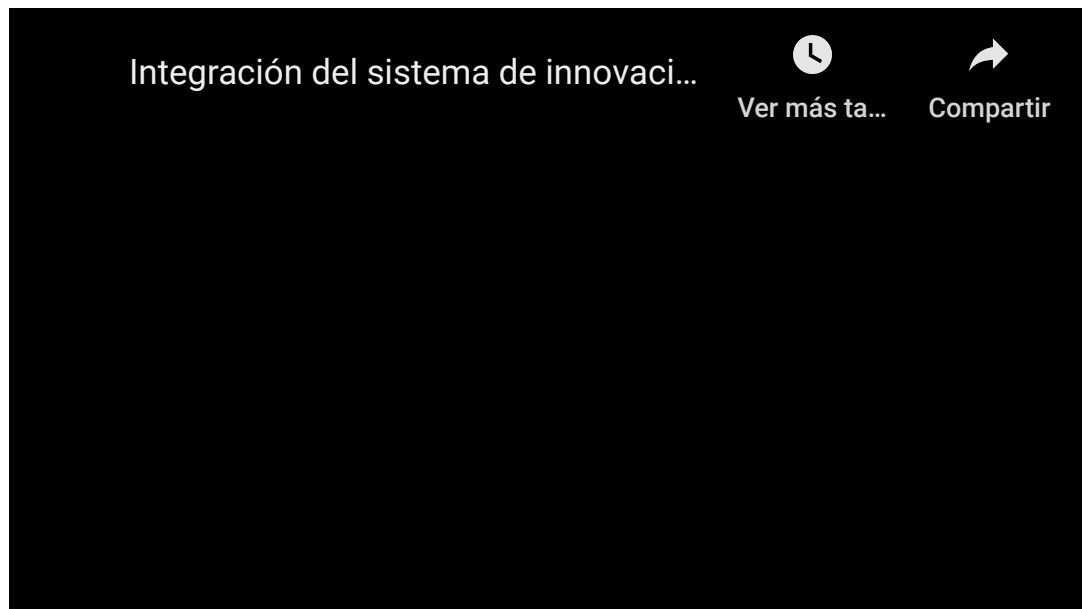 Integración del sistema de innovaci...
Ver más ta...
Compartir